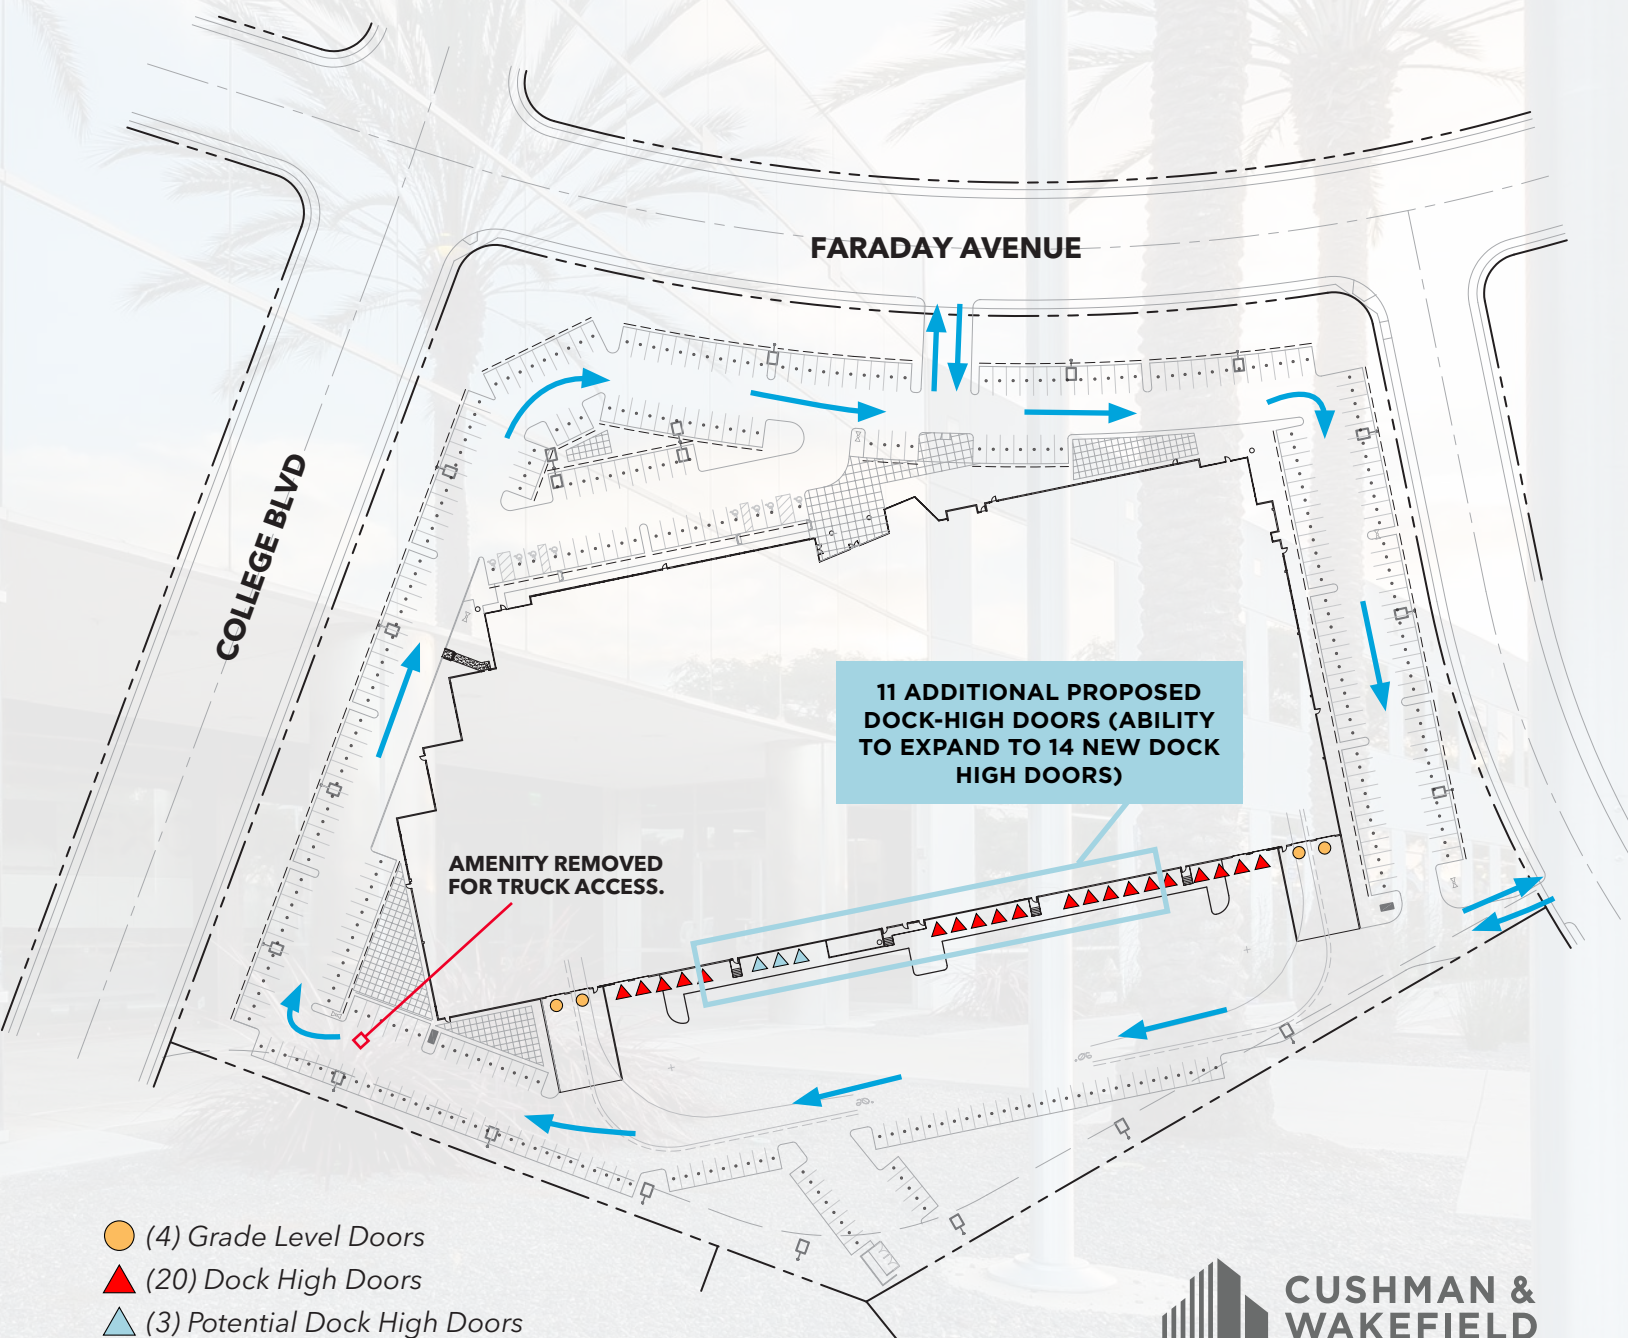 FARADAY AVENUE
COLLEGE BLVD
11 ADDITIONAL PROPOSED
DOCK-HIGH DOORS (ABILITY
TO EXPAND TO 14 NEW DOCK
HIGH DOORS)
AMENITY REMOVED
FOR TRUCK ACCESS.
(4) Grade Level Doors
(20) Dock High Doors
(3) Potential Dock High Doors
CUSHMAN &
WAKEFIELD